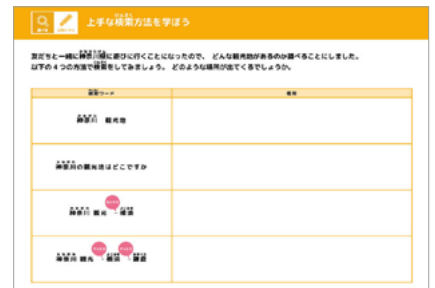 上手な検索方法を学ぼう
友だちと一緒に神奈川県に遊びに行くことになったので、どんな観光地があるのか調べることにしました。
以下の4つの方法で検索をしてみましょう。どのような場所が出てくるでしょうか。
検索ワード
神奈川 観光地
神奈川の観光地はどこですか
神奈川 観光 -横浜
神奈川 観光 -横浜 -鎌倉